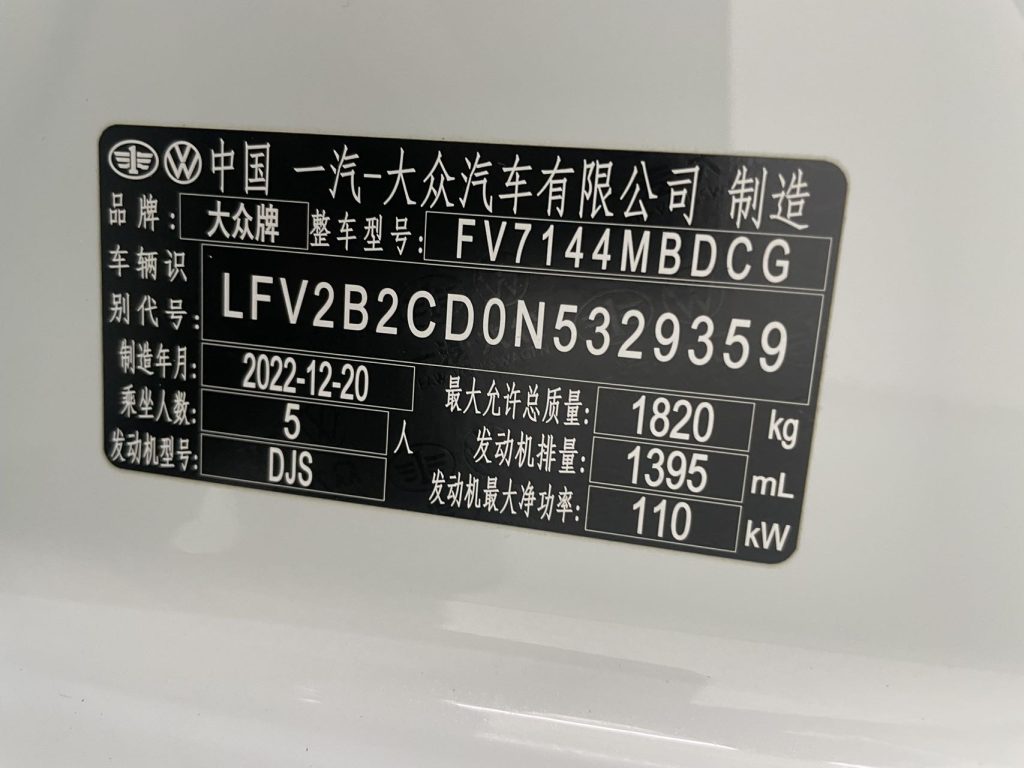 中国 一汽-大众汽车有限公司 制造
品牌: 大众牌 整车型号: FV7144MBDCG
车辆识别代号: LFV2B2CD0N5329359
制造年月: 2022-12-20 最大允许总质量: 1820 kg
乘坐人数: 5 人 发动机排量: 1395 mL
发动机型号: DJS 发动机最大净功率: 110 kW